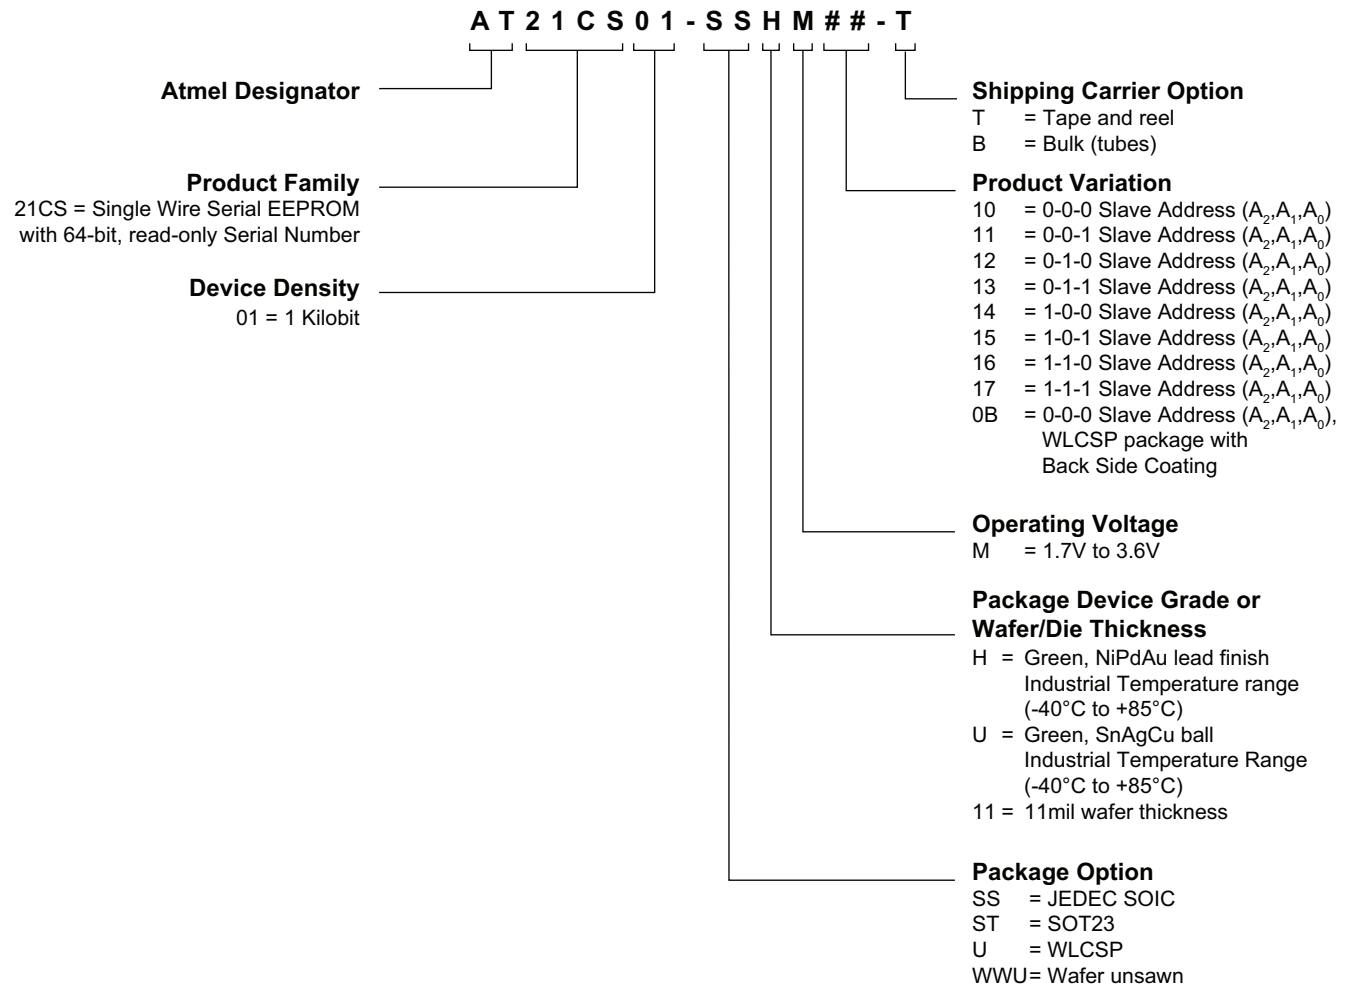 AT21CS01-SSHM##-T
Atmel Designator
Product Family
21CS = Single Wire Serial EEPROM
with 64-bit, read-only Serial Number
Device Density
01 = 1 Kilobit
Shipping Carrier Option
T = Tape and reel
B = Bulk (tubes)
Product Variation
10 = 0-0-0 Slave Address (A2,A1,A0)
11 = 0-0-1 Slave Address (A2,A1,A0)
12 = 0-1-0 Slave Address (A2,A1,A0)
13 = 0-1-1 Slave Address (A2,A1,A0)
14 = 1-0-0 Slave Address (A2,A1,A0)
15 = 1-0-1 Slave Address (A2,A1,A0)
16 = 1-1-0 Slave Address (A2,A1,A0)
17 = 1-1-1 Slave Address (A2,A1,A0)
0B = 0-0-0 Slave Address (A2,A1,A0),
WLCSP package with
Back Side Coating
Operating Voltage
M = 1.7V to 3.6V
Package Device Grade or
Wafer/Die Thickness
H = Green, NiPdAu lead finish
Industrial Temperature range
(-40°C to +85°C)
U = Green, SnAgCu ball
Industrial Temperature Range
(-40°C to +85°C)
11 = 11mil wafer thickness
Package Option
SS = JEDEC SOIC
ST = SOT23
U = WLCSP
WWU= Wafer unsawn